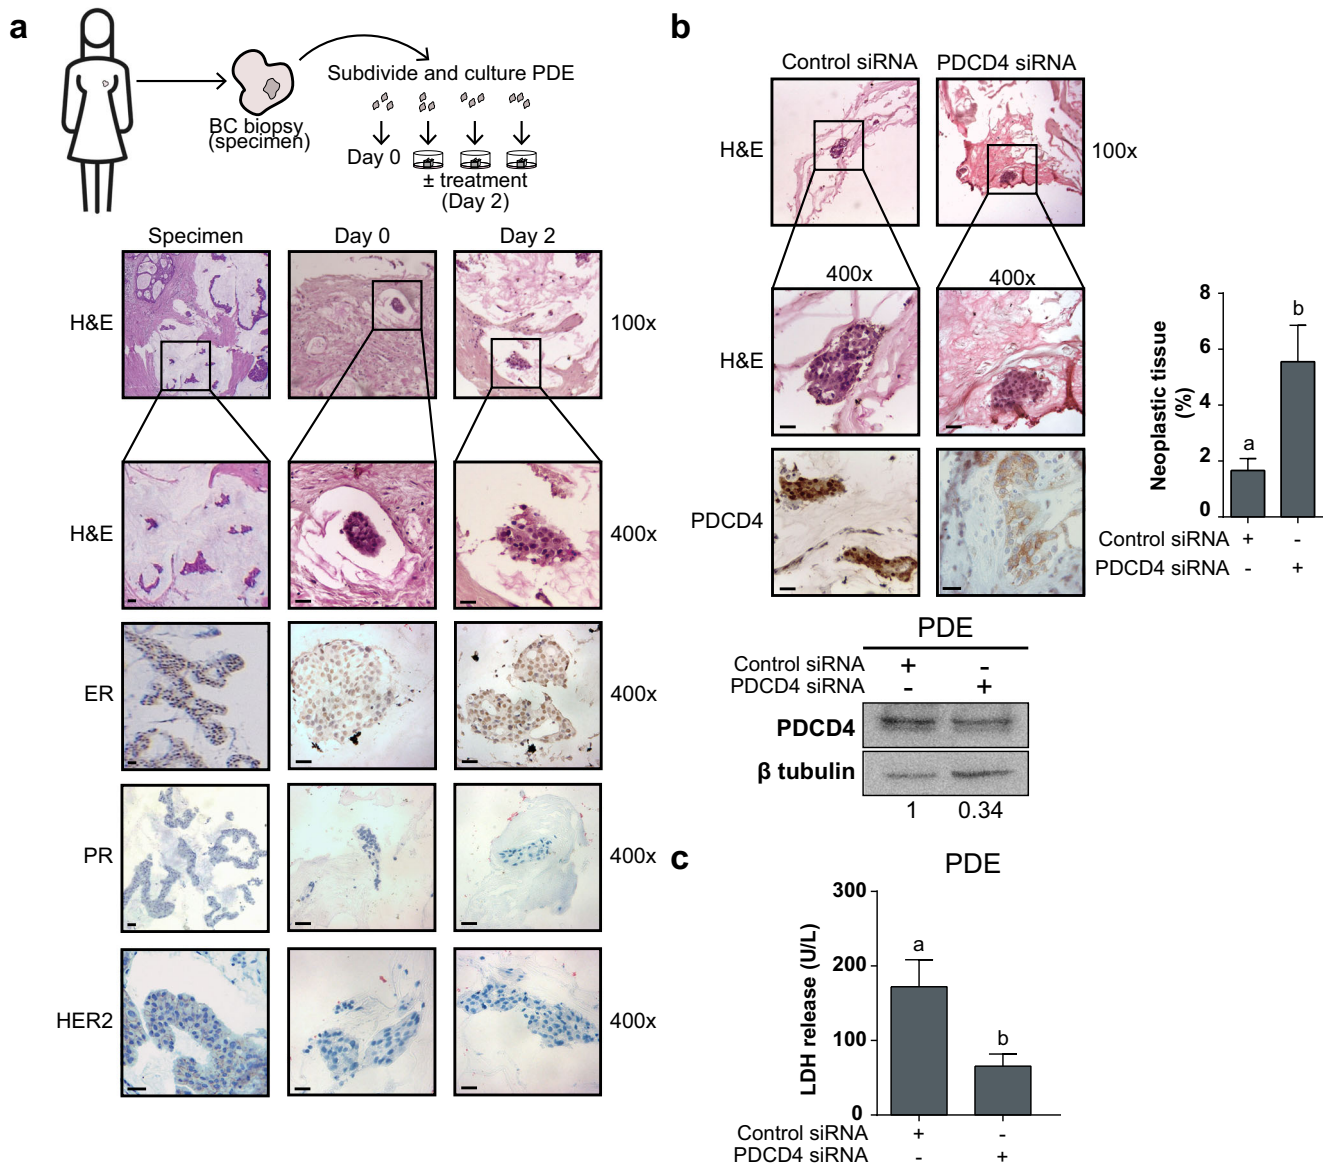 a
BC biopsy
(specimen)
Subdivide and culture PDE
Day 0
± treatment
(Day 2)
Specimen
Day 0
Day 2
H&E
100x
H&E
400x
ER
400x
PR
400x
HER2
400x
b
Control siRNA
PDCD4 siRNA
H&E
100x
400x
400x
H&E
PDCD4
Neoplastic tissue
(%)
8
6
4
2
0
a
b
Control siRNA + -
PDCD4 siRNA - +
PDE
Control siRNA + -
PDCD4 siRNA - +
PDCD4
β tubulin
1 0.34
c
PDE
LDH release (U/L)
300
200
100
0
a
b
Control siRNA + -
PDCD4 siRNA - +